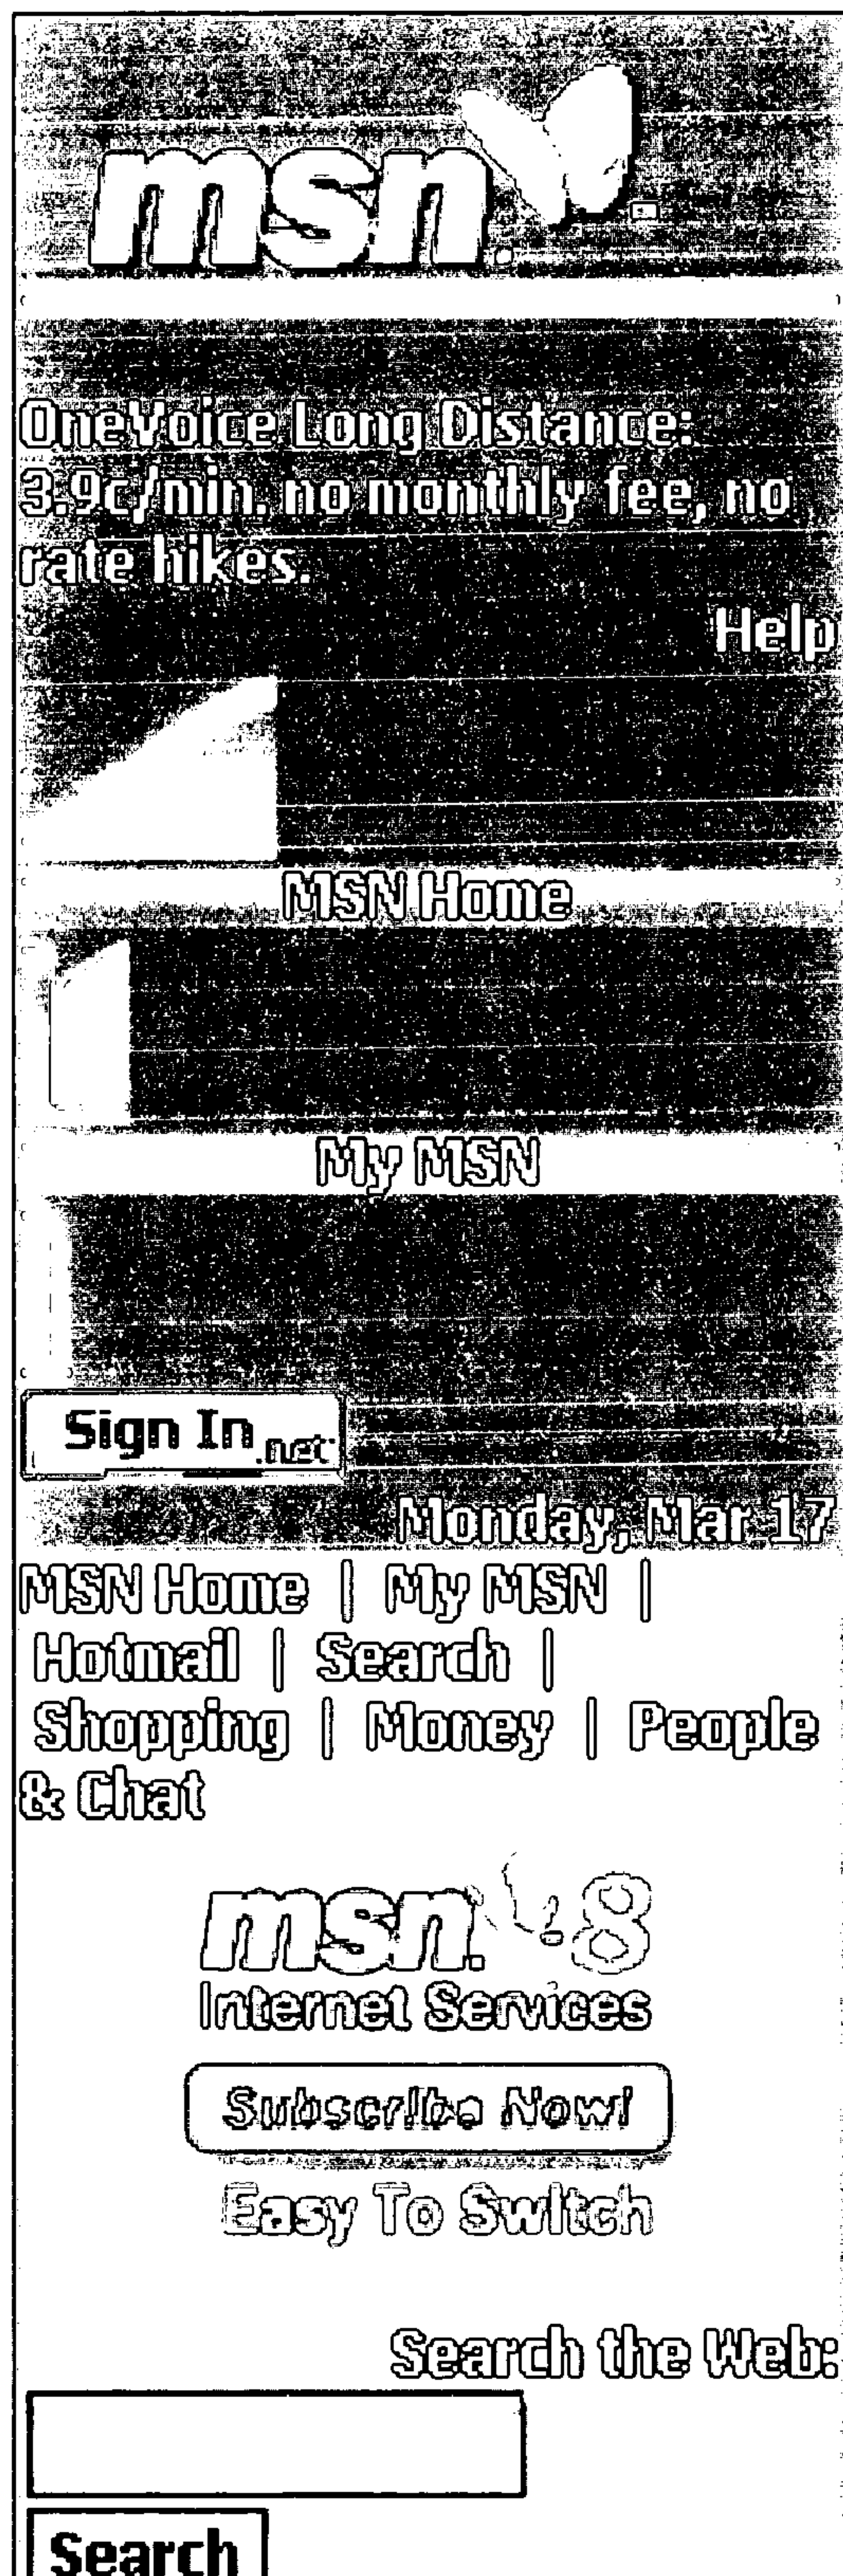 msn.
OneVoice Long Distance:
3.9c/min. no monthly fee, no
rate hikes.
Help
MSN Home
My MSN
Sign In .net
Monday, Mar 17
MSN Home | My MSN |
Hotmail | Search |
Shopping | Money | People
& Chat
msn. 8
Internet Services
Subscribe Now!
Easy To Switch
Search the Web:
Search